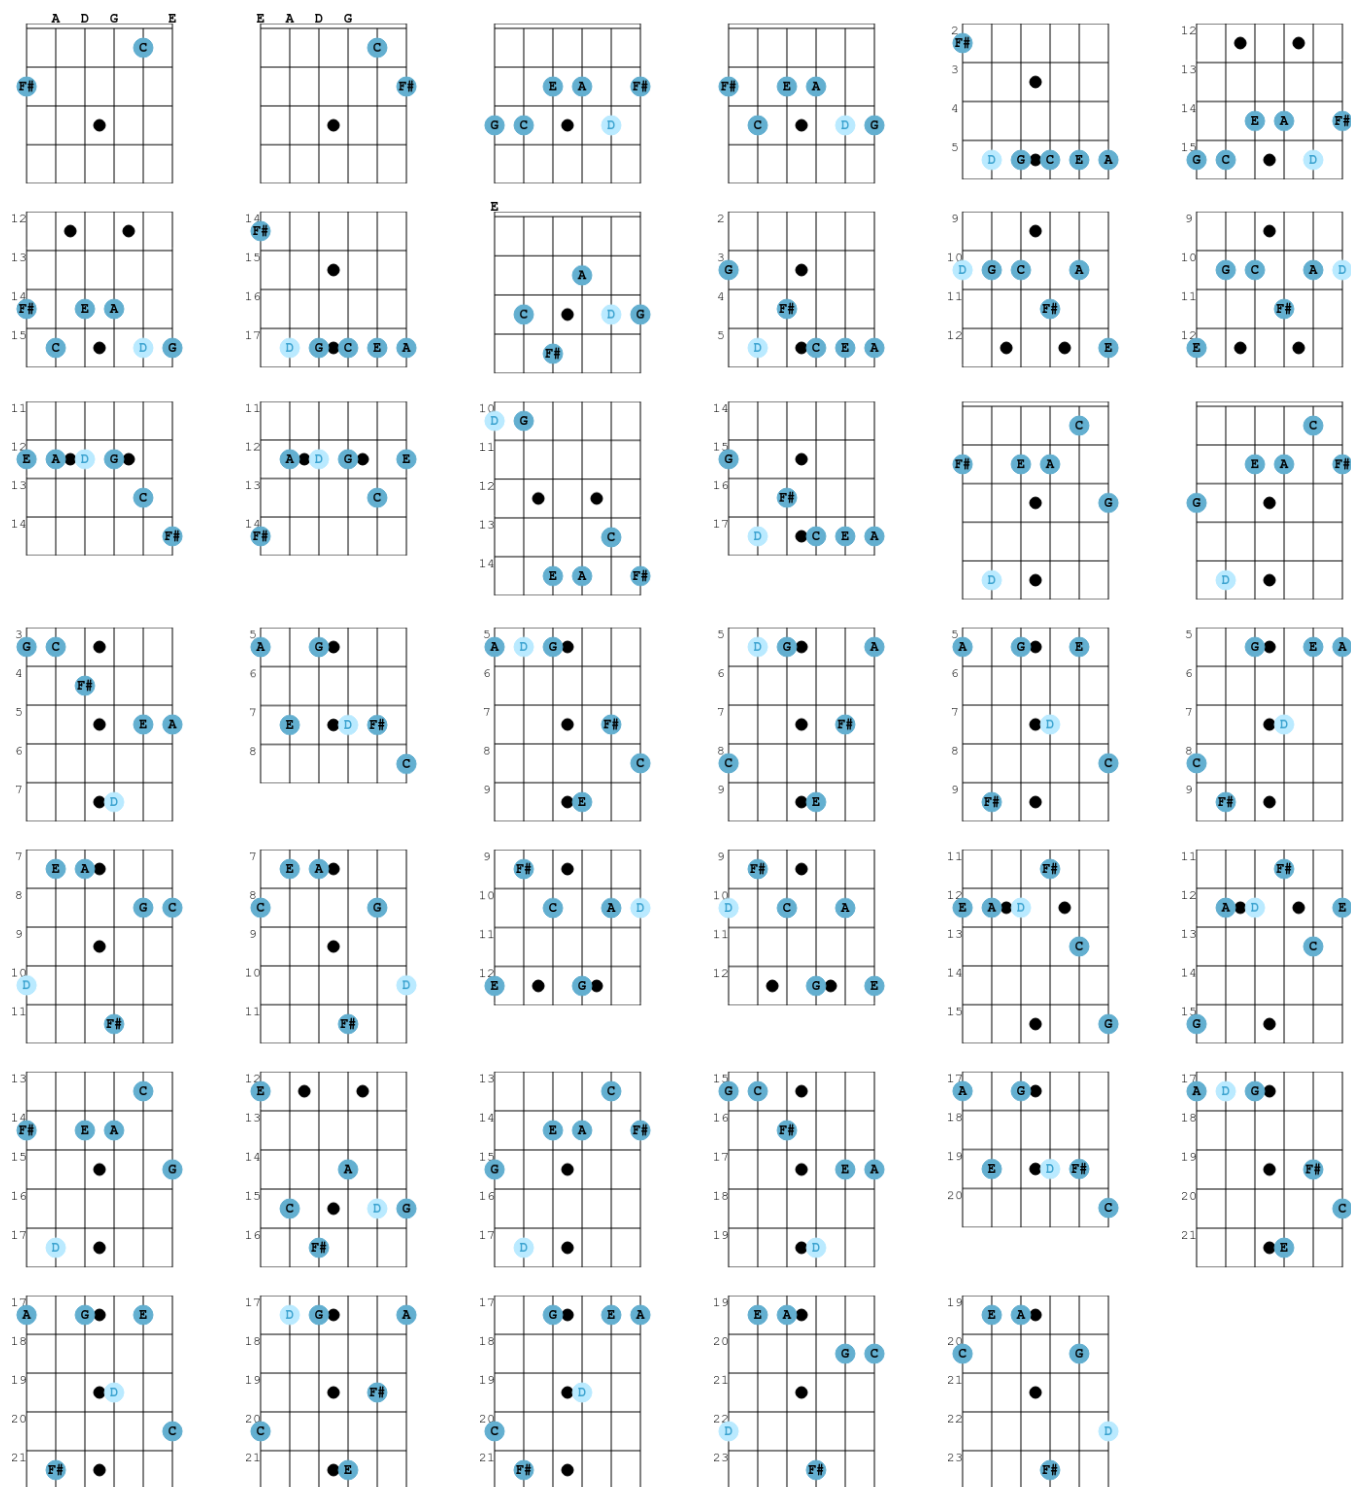 A D G E E A D G
2 12
C C F#
3 13
F# F# E A F# F# E A
4 14
G C D C D G E A F#
5 15
D G C E A G C D
E
12 14 2 9 9
F#
13 15 3 10 10
A G D G C A G C A D
14 16 4 11 11
F# E A C D G F# F# F#
15 17 5 12 12
C D G D G C E A F# D C E A E E
11 11 10 14
D G C C
12 12 11 15
E A D G A D G E G F# E A E A F#
13 13 12 16
C C F# G G
14 14 13 17
F# F# C D C E A
14
E A F# D D
3 5 5 5 5 5
G C A G A D G D G A A G E G E A
4 6 6 6 6 6
F#
5 7 7 7 7 7
E A E D F# F# F# D D
6 8 8 8 8 8
C C C C C
7 9 9 9 9
D E E F# F#
7 7 9 9 11 11
E A E A F# F# F# F#
8 8 10 10 12 12
G C C G C A D D C A E A D A D E
9 9 11 11 13 13
C C
10 10 12 12 14 14
D D E G G E
11 11 15 15
F# F# G G
13 12 13 15 17 17
C E C G C A G A D G
14 13 14 16 18 18
F# E A E A F# F#
15 14 15 17 19 19
G A G E A E D F# F#
16 15 16 18 20 20
C D G C C
17 16 17 19 21
D F# D D E
17 17 17 19 19
A G E D G A G E A E A E A
18 18 18 20 20
G C C G
19 19 19 21 21
D F# D
20 20 20 22 22
C C C D D
21 21 21 23 23
F# E F# F# F#